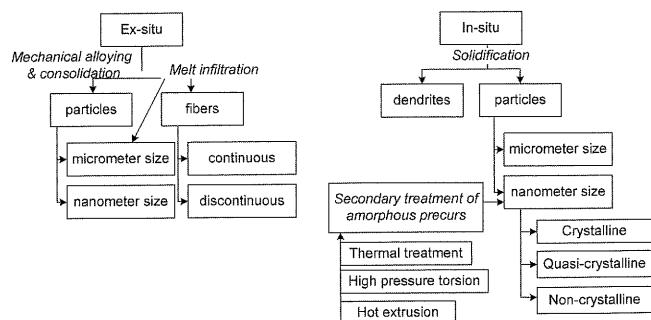 Ex-situ
Mechanical alloying
& consolidation
Melt infiltration
particles
fibers
micrometer size
continuous
nanometer size
discontinuous
In-situ
Solidification
dendrites
particles
micrometer size
nanometer size
Secondary treatment of
amorphous precurs
Crystalline
Thermal treatment
Quasi-crystalline
High pressure torsion
Non-crystalline
Hot extrusion